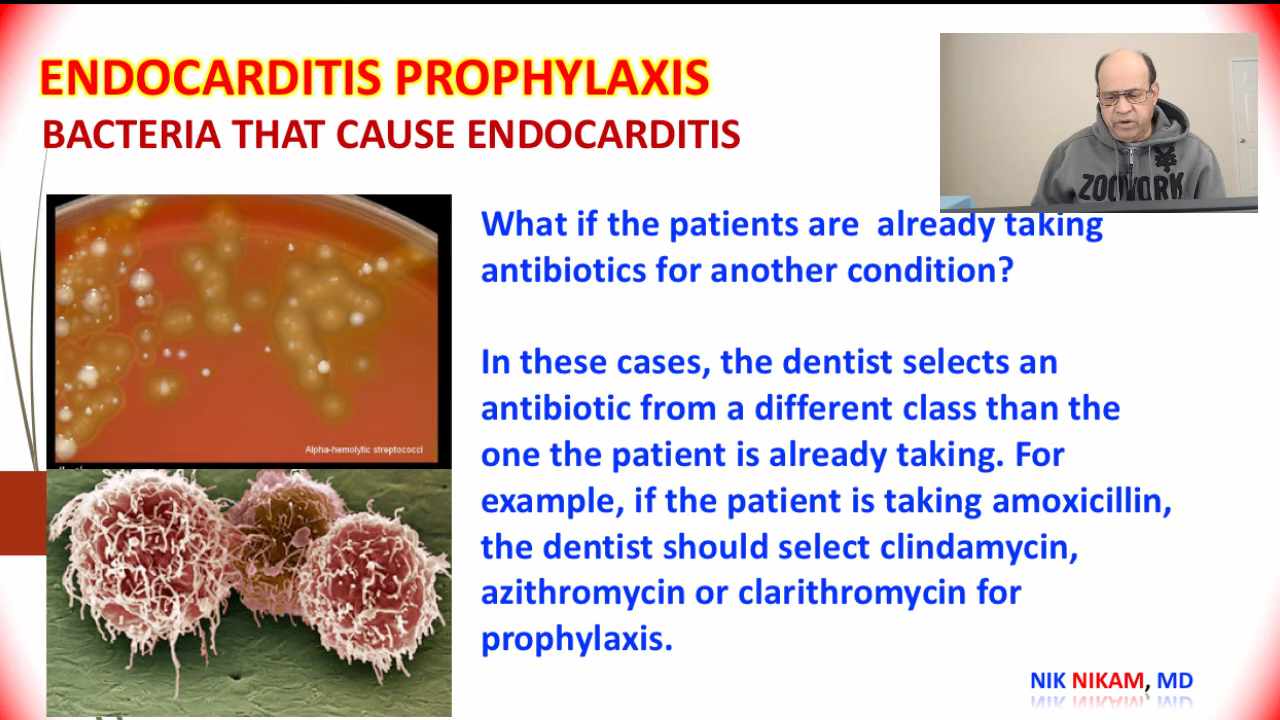 ENDOCARDITIS PROPHYLAXIS
BACTERIA THAT CAUSE ENDOCARDITIS
ZOO YORK
What if the patients are already taking
antibiotics for another condition?
In these cases, the dentist selects an
antibiotic from a different class than the
one the patient is already taking. For
example, if the patient is taking amoxicillin,
the dentist should select clindamycin,
azithromycin or clarithromycin for
prophylaxis.
Alpha-hemolytic streptococci
NIK NIKAM, MD